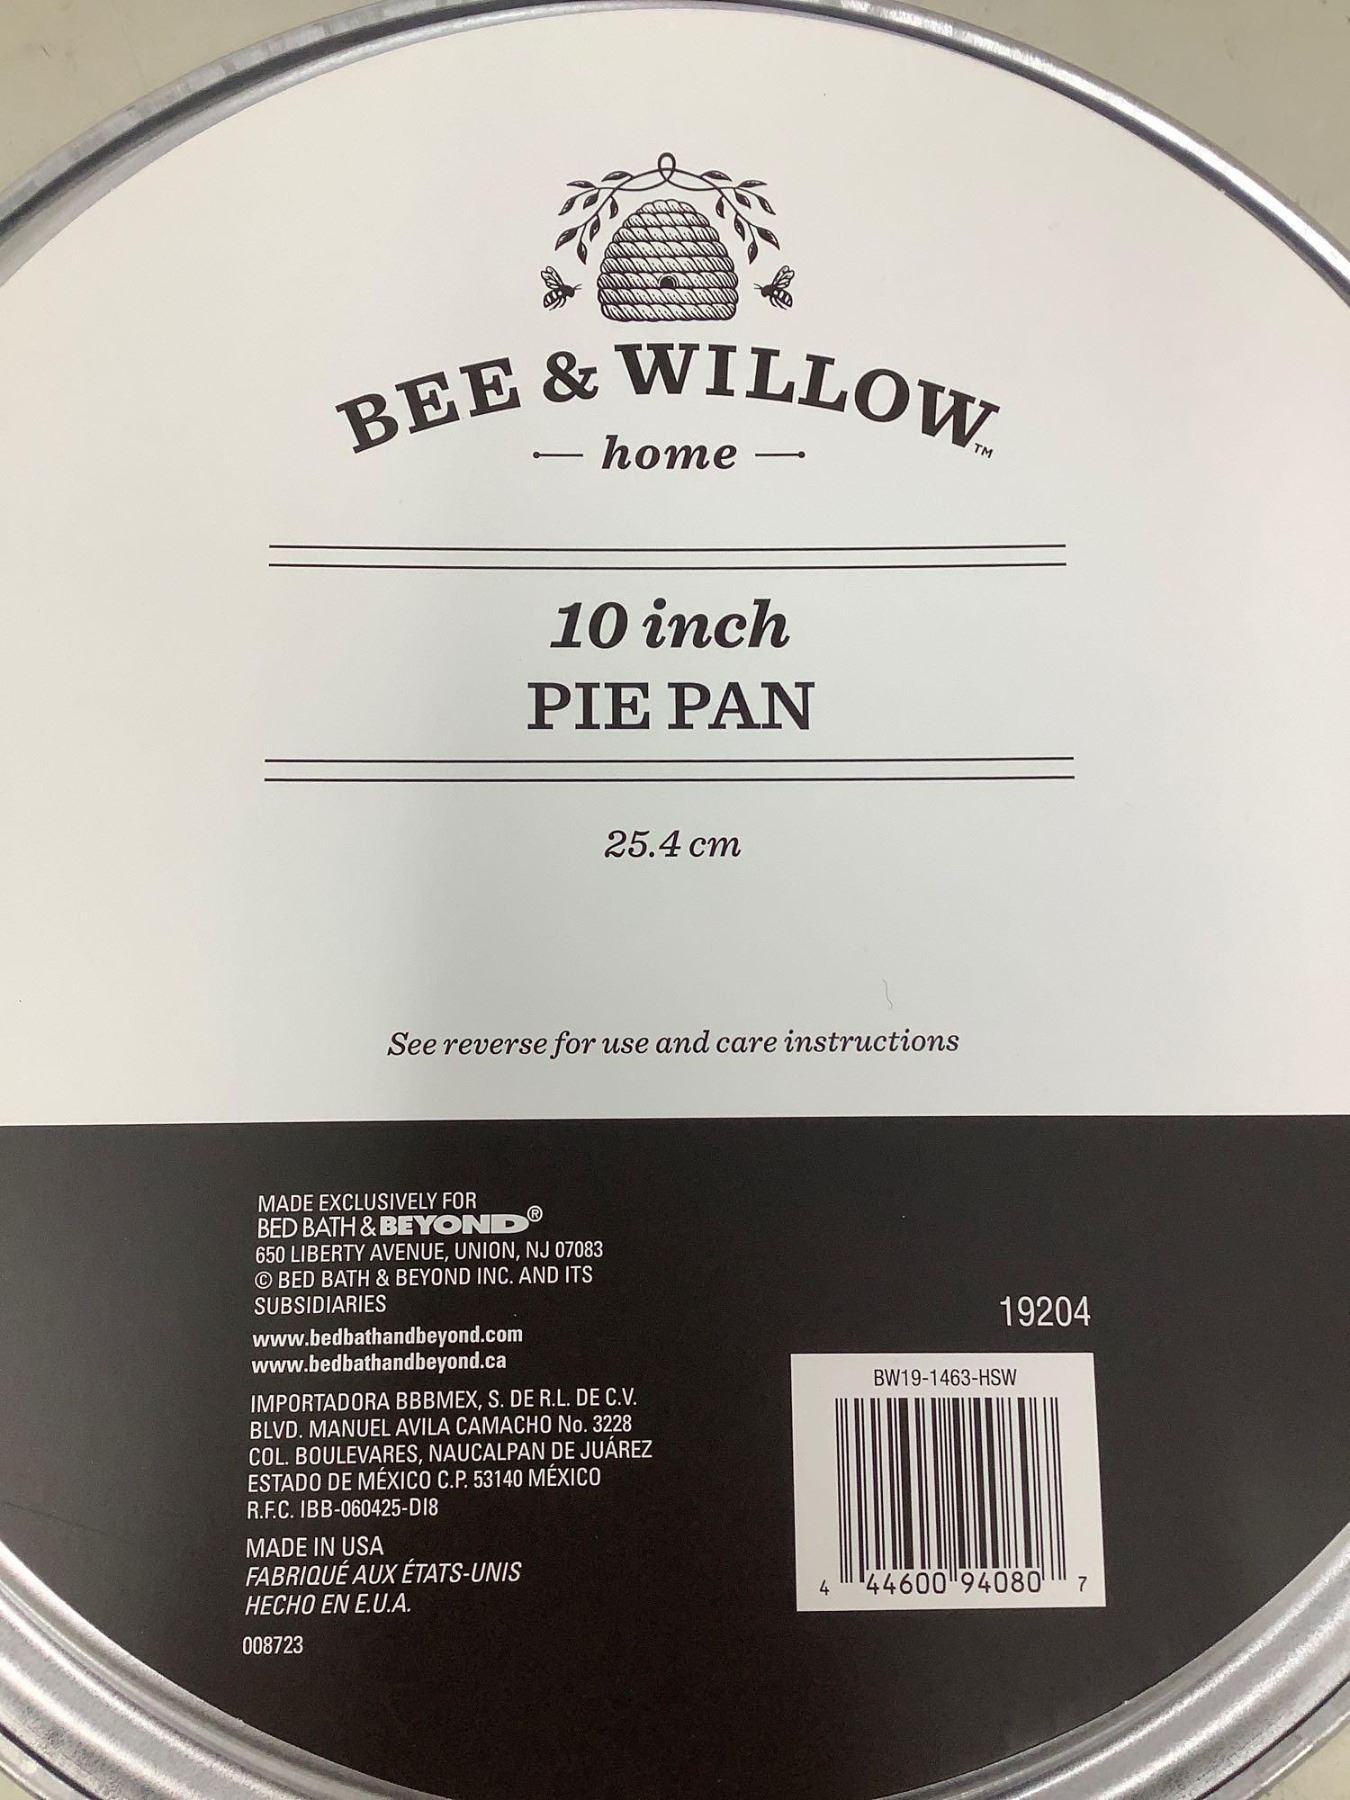 BEE & WILLOW™
home
10 inch
PIE PAN
25.4 cm
See reverse for use and care instructions
MADE EXCLUSIVELY FOR
BED BATH & BEYOND®
650 LIBERTY AVENUE, UNION, NJ 07083
© BED BATH & BEYOND INC. AND ITS
SUBSIDIARIES
www.bedbathandbeyond.com
www.bedbathandbeyond.ca
IMPORTADORA BBBMEX, S. DE R.L. DE C.V.
BLVD. MANUEL AVILA CAMACHO No. 3228
COL. BOULEVARES, NAUCALPAN DE JUÁREZ
ESTADO DE MÉXICO C.P. 53140 MÉXICO
R.F.C. IBB-060425-DI8
MADE IN USA
FABRIQUÉ AUX ÉTATS-UNIS
HECHO EN E.U.A.
008723
19204
BW19-1463-HSW
4 44600 94080 7